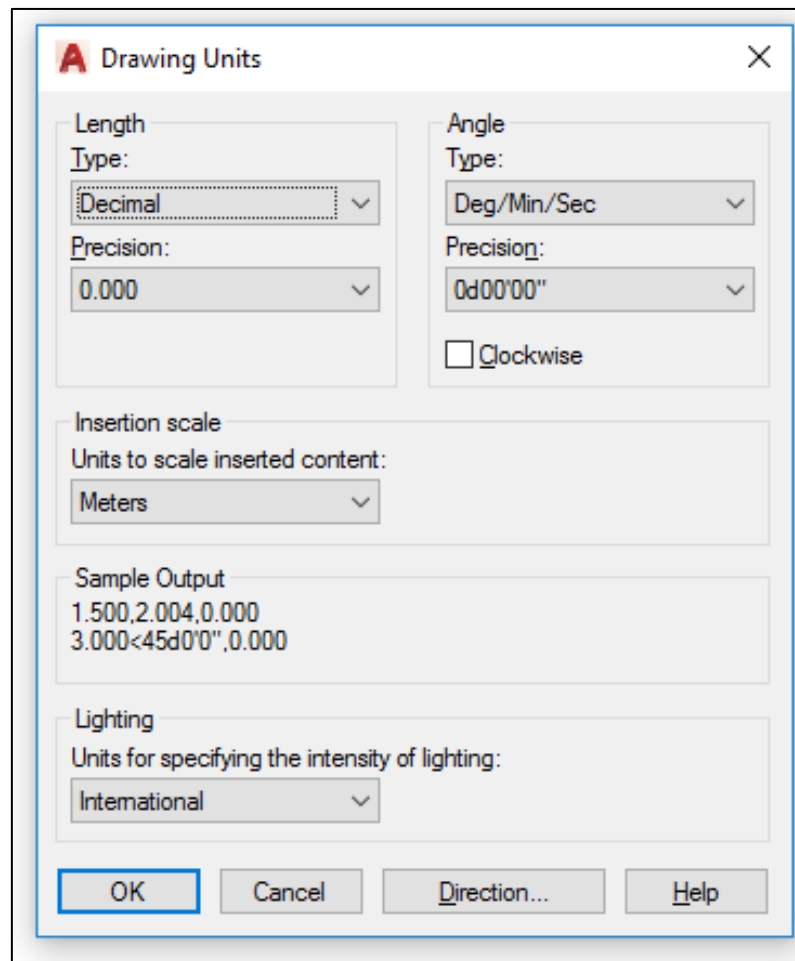 Drawing Units
Length
Type:
Decimal
Precision:
0.000
Angle
Type:
Deg/Min/Sec
Precision:
0d00'00"
Clockwise
Insertion scale
Units to scale inserted content:
Meters
Sample Output
1.500,2.004,0.000
3.000<45d0'0",0.000
Lighting
Units for specifying the intensity of lighting:
International
OK Cancel Direction... Help